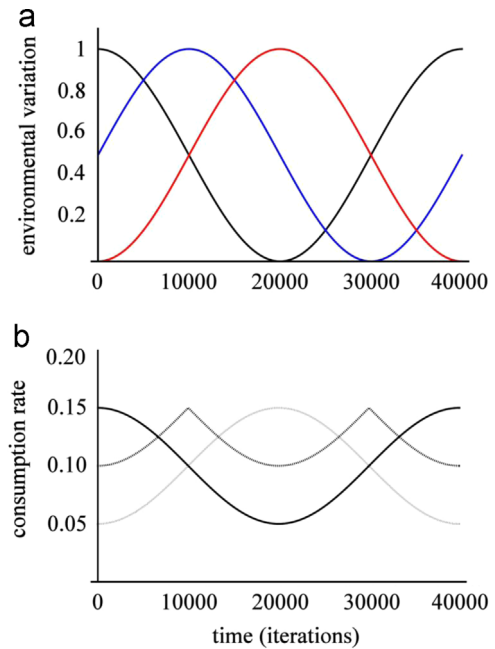 a
environmental variation
1
0.8
0.6
0.4
0.2
0 10000 20000 30000 40000
b
consumption rate
0.20
0.15
0.10
0.05
0 10000 20000 30000 40000
time (iterations)